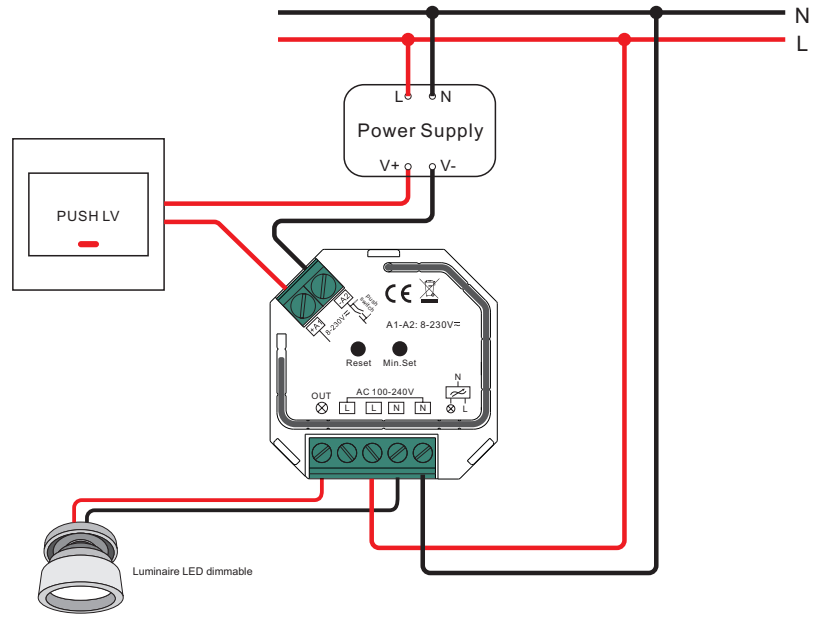 N
L
L N
Power Supply
V+ V-
PUSH LV
-A2
+A1
8-230V
Push
Switch
CE
A1-A2: 8-230V
Reset
Min.Set
N
L
OUT
AC 100-240V
L L N N
Luminaire LED dimmable